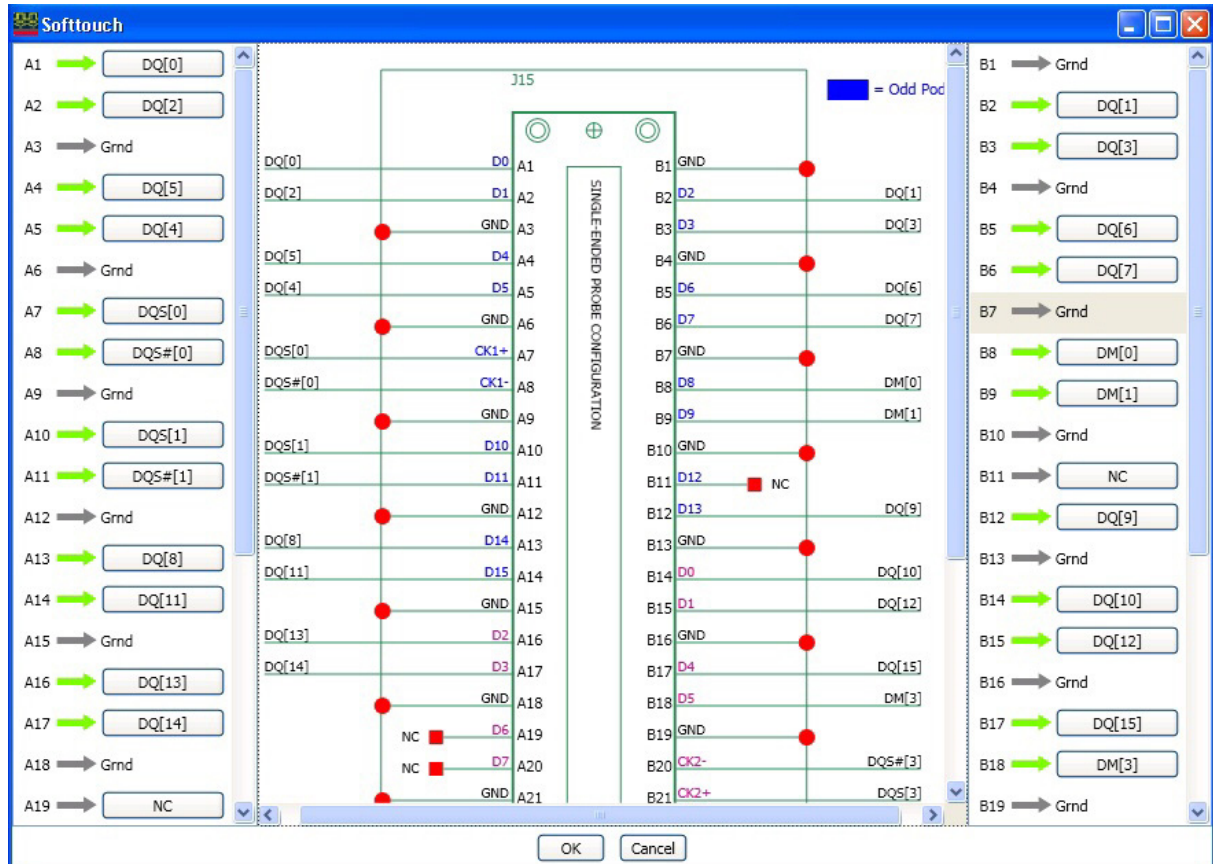 Softtouch
A1 DQ[0]
A2 DQ[2]
A3 Grnd
A4 DQ[5]
A5 DQ[4]
A6 Grnd
A7 DQS[0]
A8 DQS#[0]
A9 Grnd
A10 DQS[1]
A11 DQS#[1]
A12 Grnd
A13 DQ[8]
A14 DQ[11]
A15 Grnd
A16 DQ[13]
A17 DQ[14]
A18 Grnd
A19 NC
J15
= Odd Pod
SINGLE-ENDED PROBE CONFIGURATION
DQ[0] D0 A1 B1 GND
DQ[2] D1 A2 B2 D2 DQ[1]
GND A3 B3 D3 DQ[3]
DQ[5] D4 A4 B4 GND
DQ[4] D5 A5 B5 D6 DQ[6]
GND A6 B6 D7 DQ[7]
DQS[0] CK1+ A7 B7 GND
DQS#[0] CK1- A8 B8 D8 DM[0]
GND A9 B9 D9 DM[1]
DQS[1] D10 A10 B10 GND
DQS#[1] D11 A11 B11 D12 NC
GND A12 B12 D13 DQ[9]
DQ[8] D14 A13 B13 GND
DQ[11] D15 A14 B14 D0 DQ[10]
GND A15 B15 D1 DQ[12]
DQ[13] D2 A16 B16 GND
DQ[14] D3 A17 B17 D4 DQ[15]
GND A18 B18 D5 DM[3]
NC D6 A19 B19 GND
NC D7 A20 B20 CK2- DQS#[3]
GND A21 B21 CK2+ DQS[3]
B1 Grnd
B2 DQ[1]
B3 DQ[3]
B4 Grnd
B5 DQ[6]
B6 DQ[7]
B7 Grnd
B8 DM[0]
B9 DM[1]
B10 Grnd
B11 NC
B12 DQ[9]
B13 Grnd
B14 DQ[10]
B15 DQ[12]
B16 Grnd
B17 DQ[15]
B18 DM[3]
B19 Grnd
OK Cancel